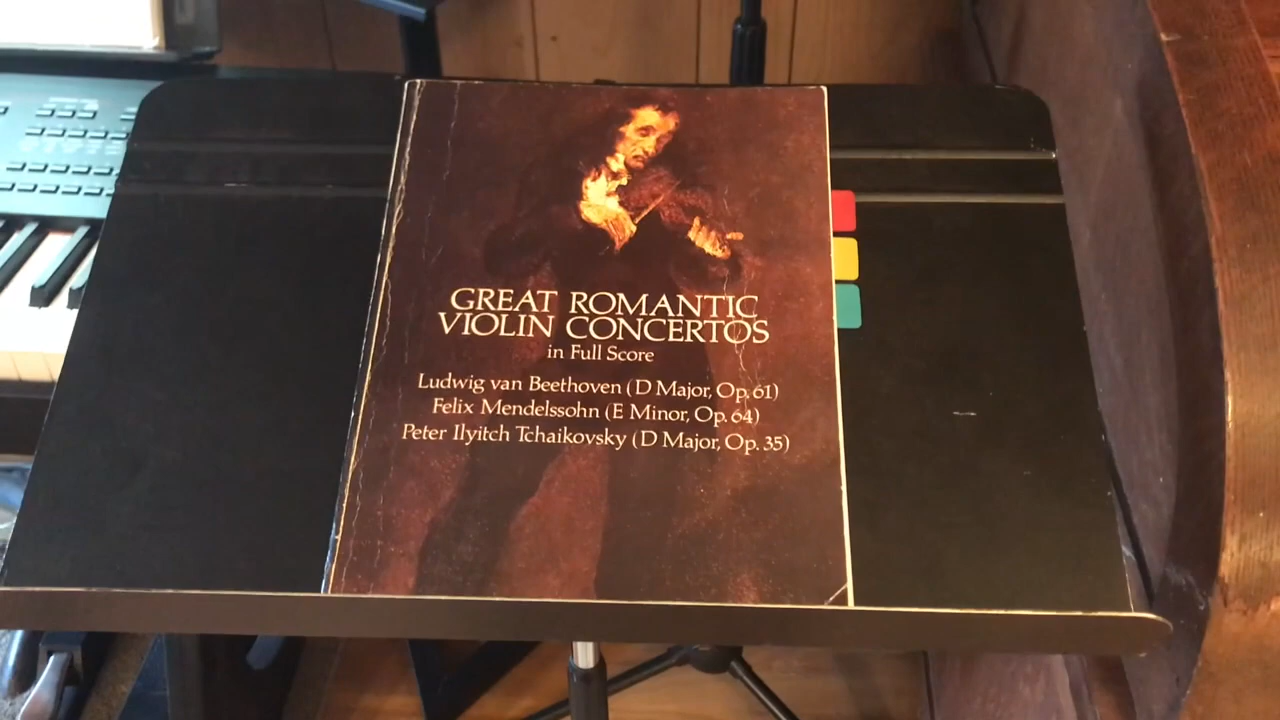 GREAT ROMANTIC
VIOLIN CONCERTOS
in Full Score
Ludwig van Beethoven (D Major, Op. 61)
Felix Mendelssohn (E Minor, Op. 64)
Peter Ilyitch Tchaikovsky (D Major, Op. 35)